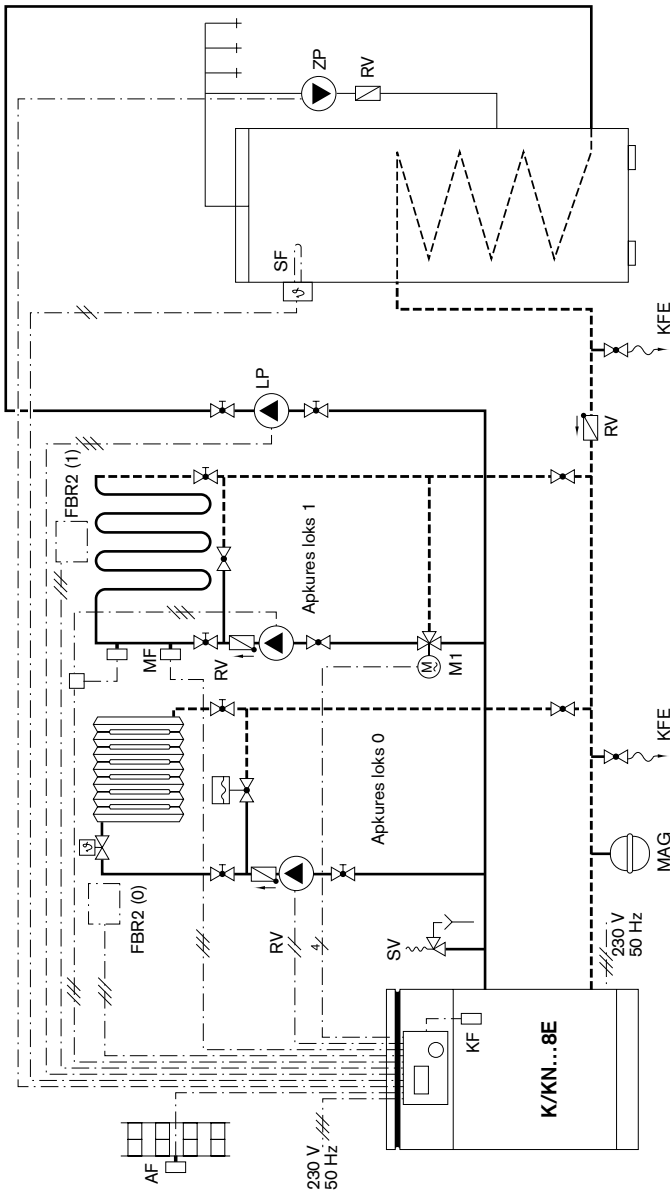 AF
230 V
50 Hz
FBR2 (0)
FBR2 (1)
MF
RV
RV
4
SV
KF
K/KN...8E
230 V
50 Hz
Apkures loks 0
Apkures loks 1
M
M1
LP
SF
ϑ
ϑ
ZP
RV
MAG
KFE
RV
KFE